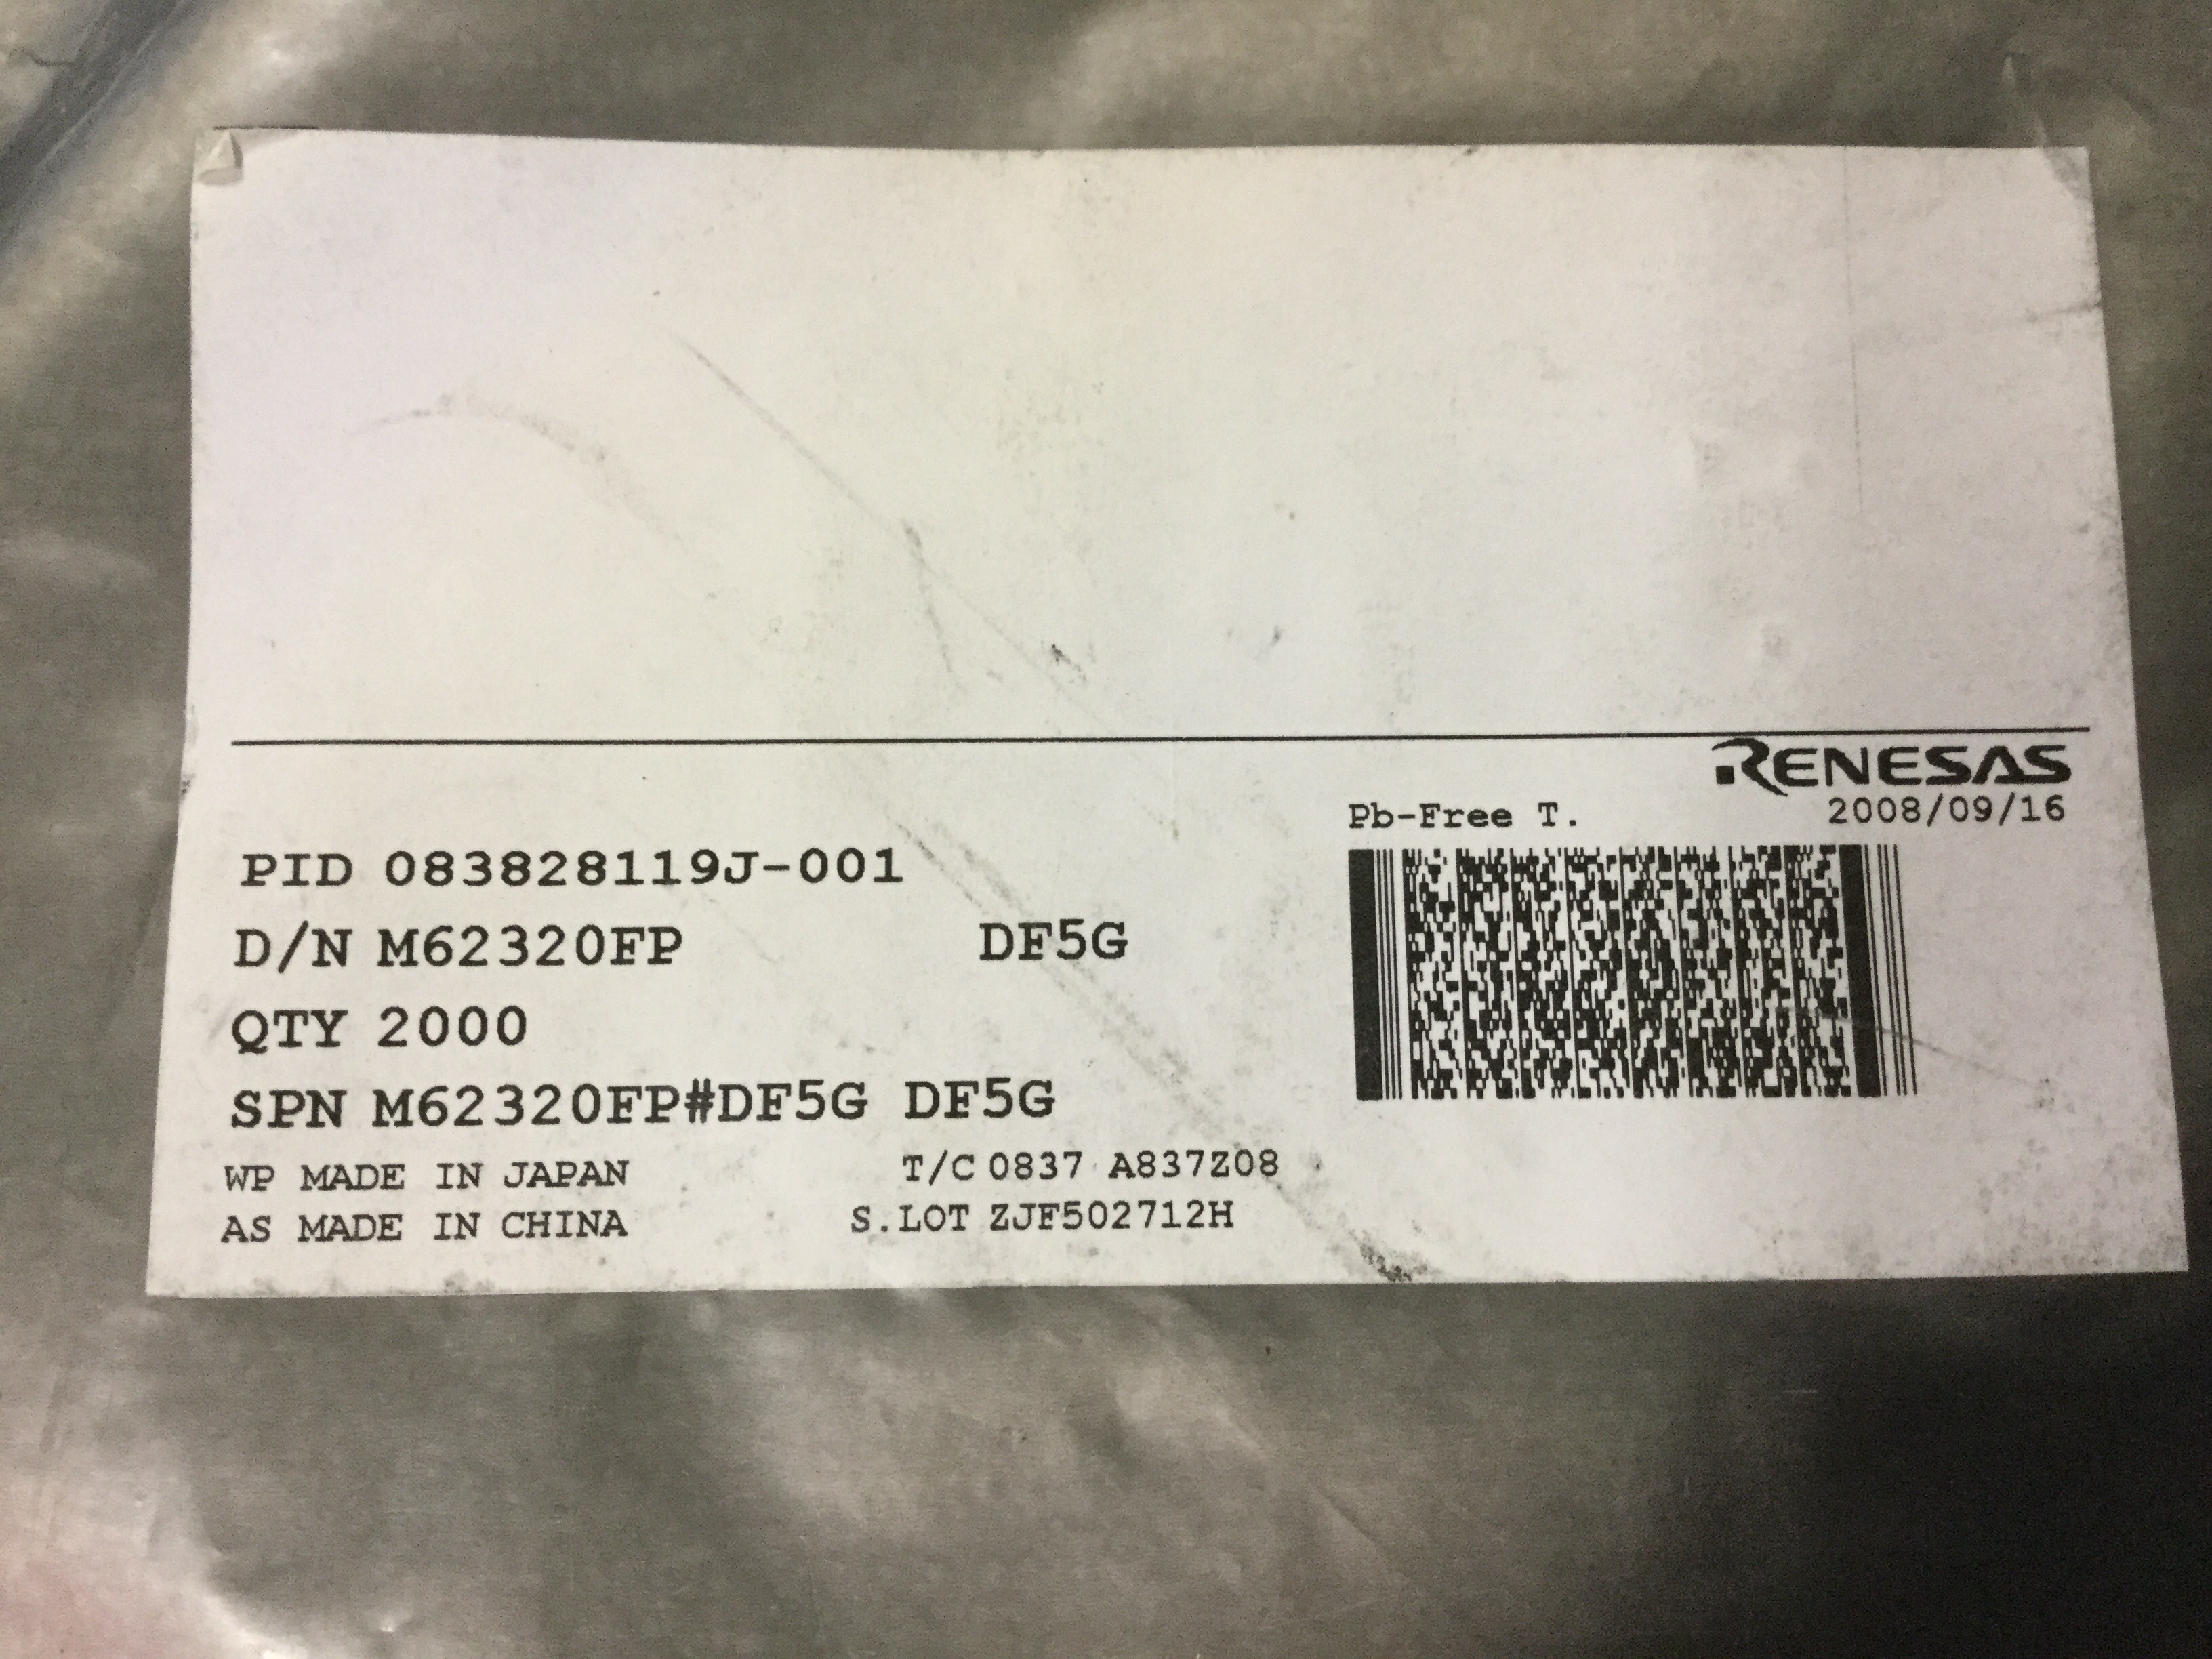 RENESAS
Pb-Free T. 2008/09/16
PID 083828119J-001
D/N M62320FP DF5G
QTY 2000
SPN M62320FP#DF5G DF5G
WP MADE IN JAPAN T/C 0837 A837Z08
AS MADE IN CHINA S.LOT ZJF502712H